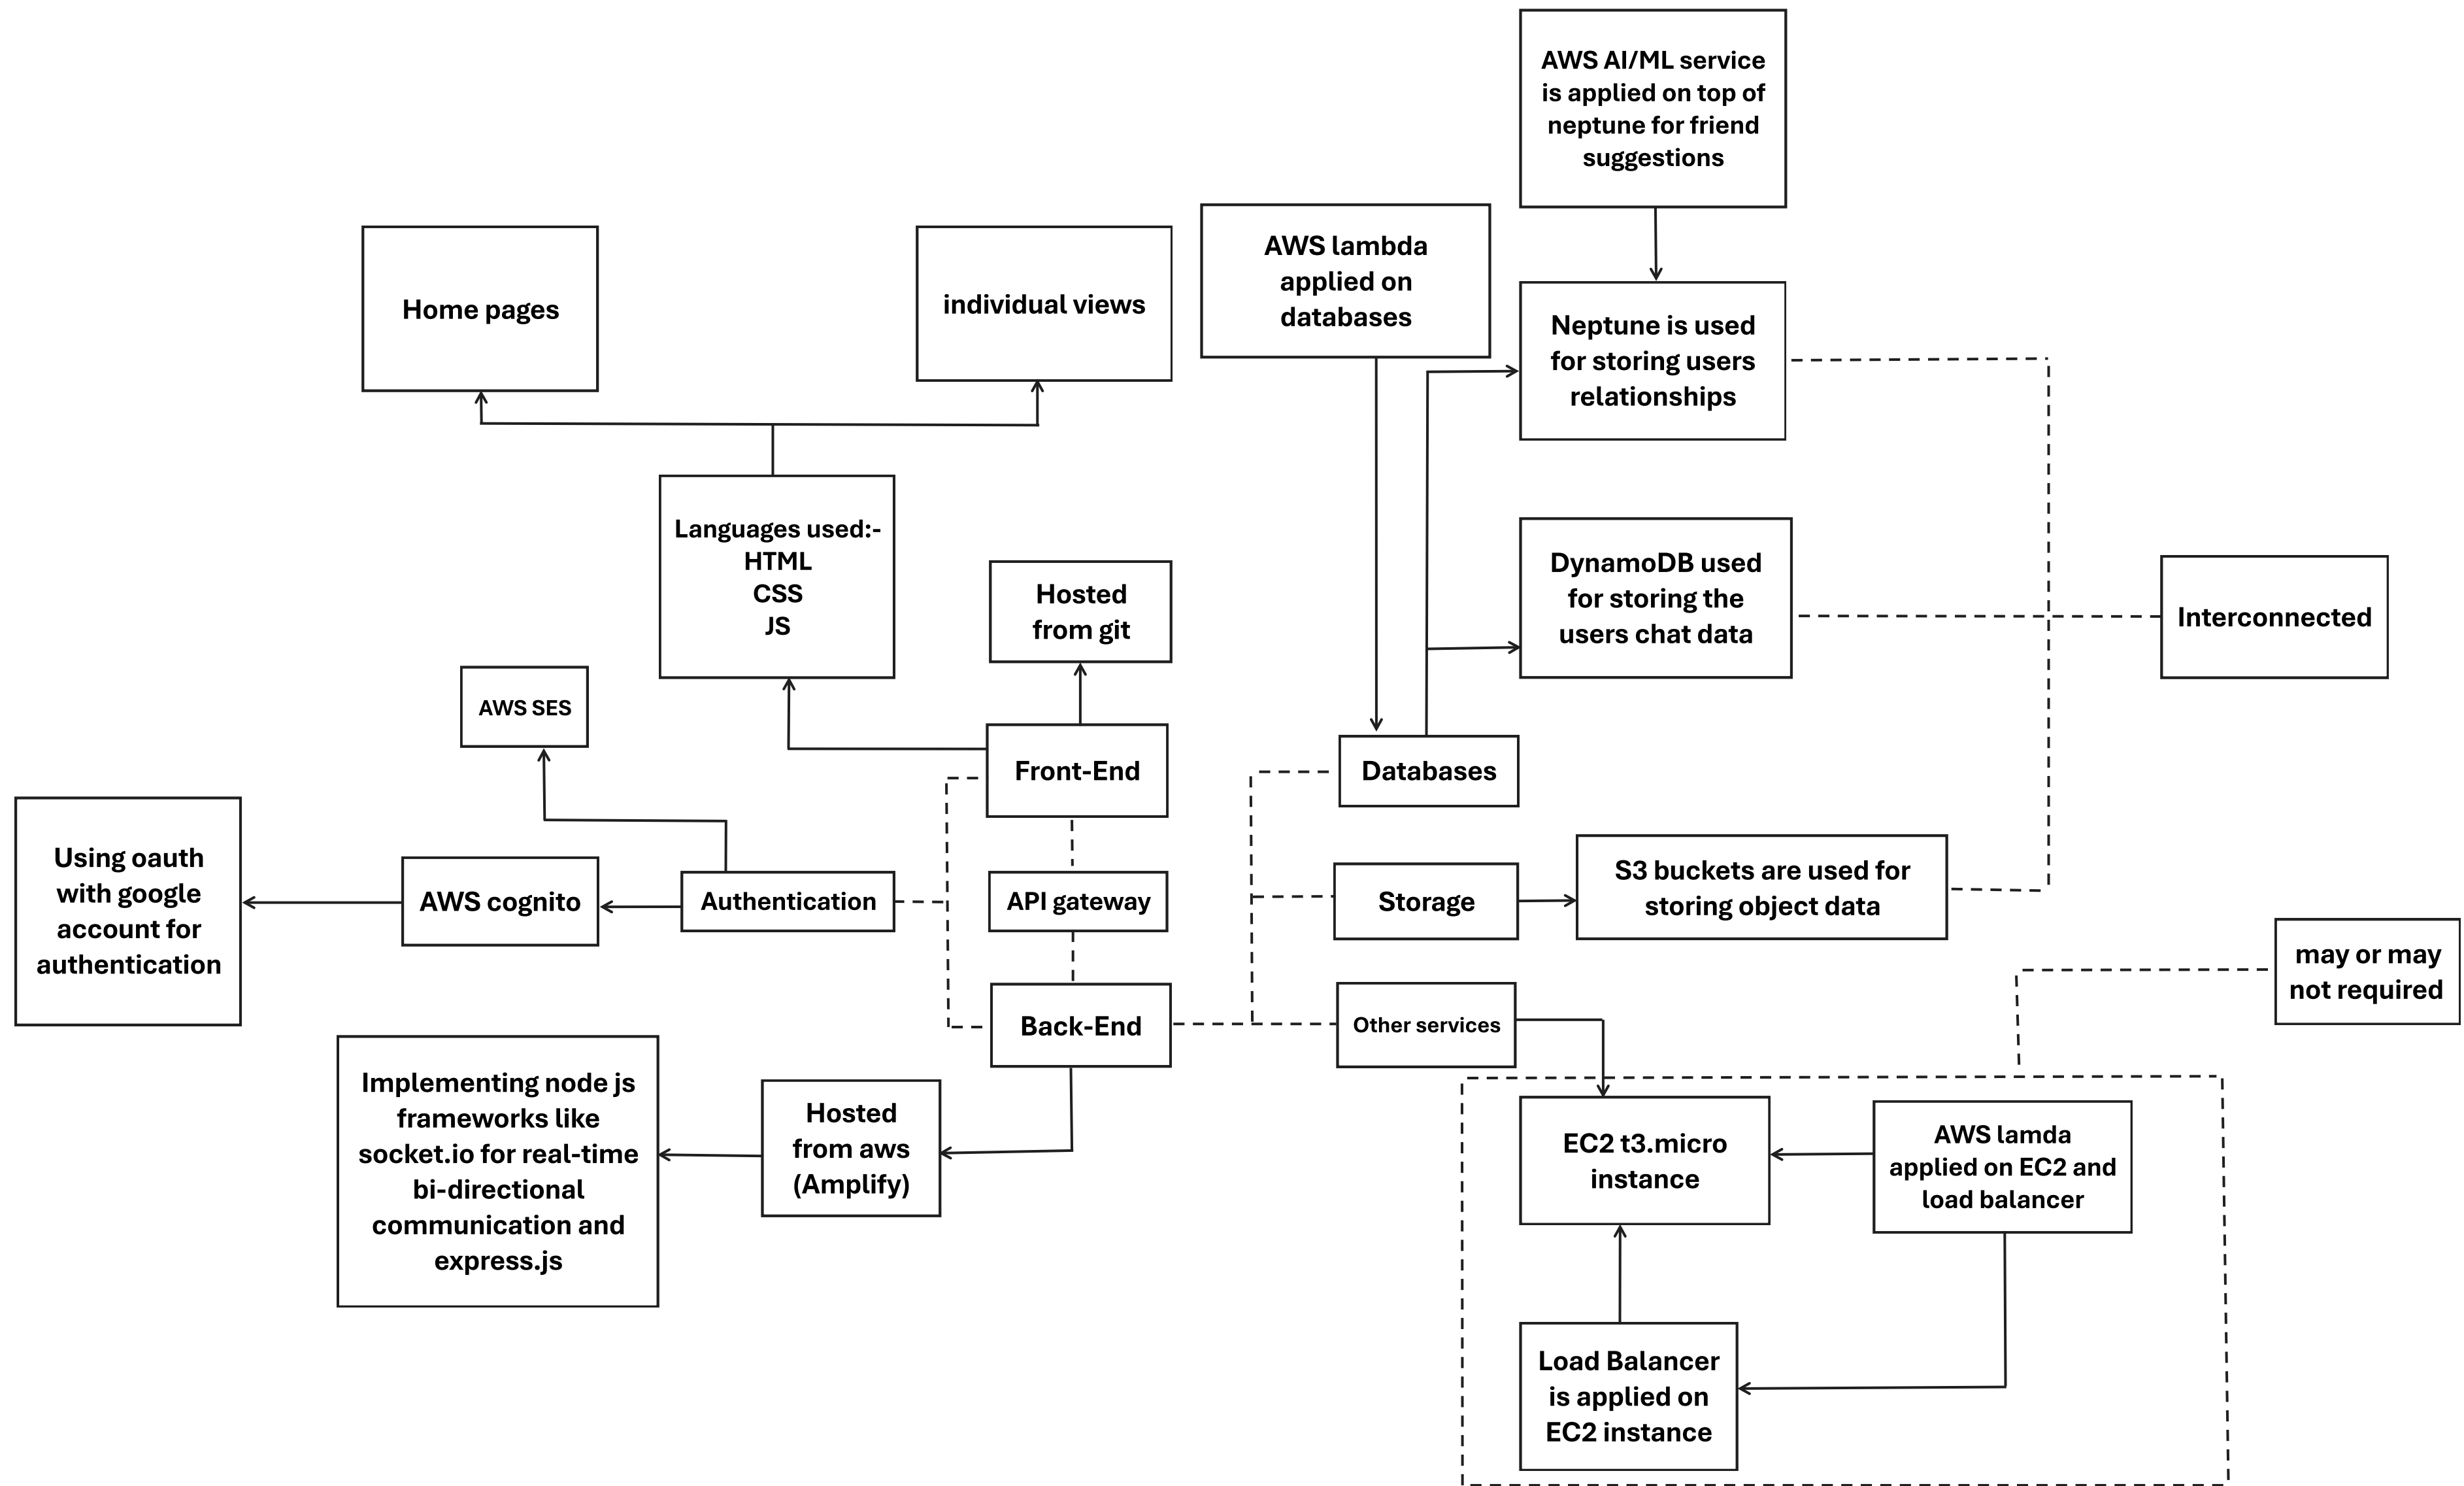 AWS AI/ML service
is applied on top of
neptune for friend
suggestions
AWS lambda
applied on
databases
Home pages
individual views
Neptune is used
for storing users
relationships
Languages used:-
HTML
CSS
JS
Hosted
from git
DynamoDB used
for storing the
users chat data
Interconnected
AWS SES
Front-End
Databases
Using oauth
with google
account for
authentication
AWS cognito
Authentication
API gateway
Storage
S3 buckets are used for
storing object data
may or may
not required
Back-End
Other services
Implementing node js
frameworks like
socket.io for real-time
bi-directional
communication and
express.js
Hosted
from aws
(Amplify)
EC2 t3.micro
instance
AWS lamda
applied on EC2 and
load balancer
Load Balancer
is applied on
EC2 instance